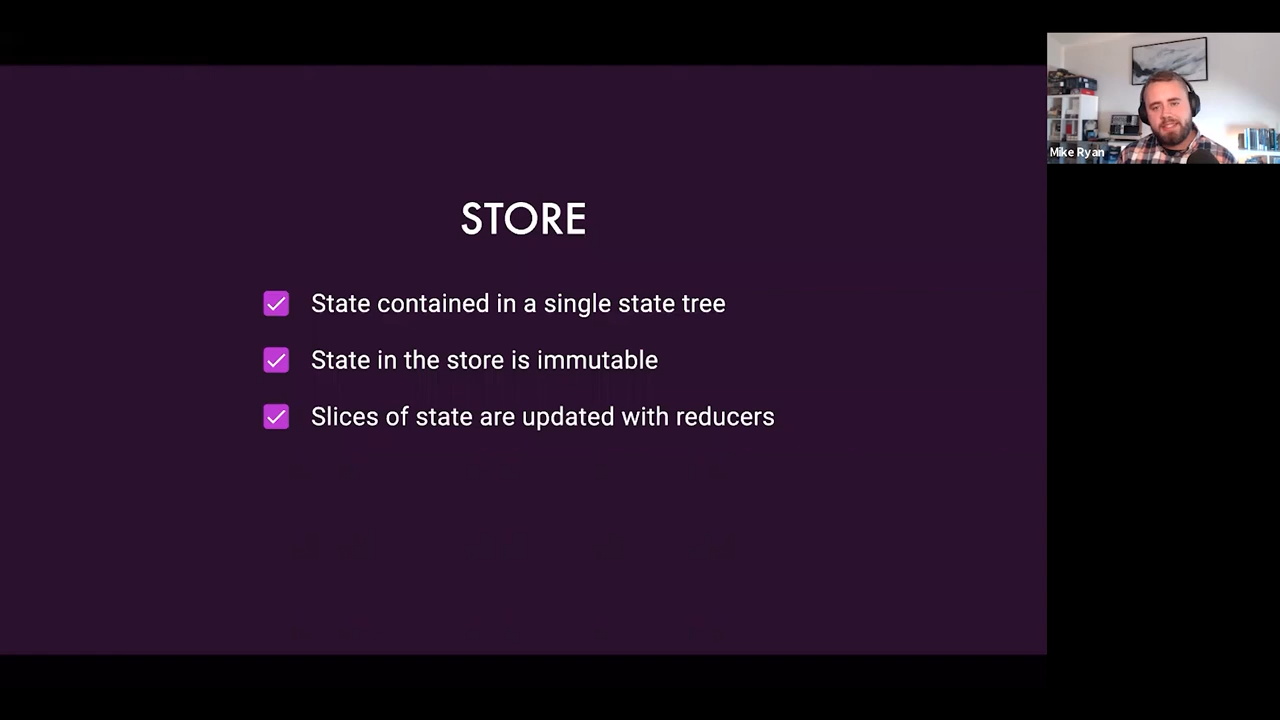 STORE
State contained in a single state tree
State in the store is immutable
Slices of state are updated with reducers
Mike Ryan